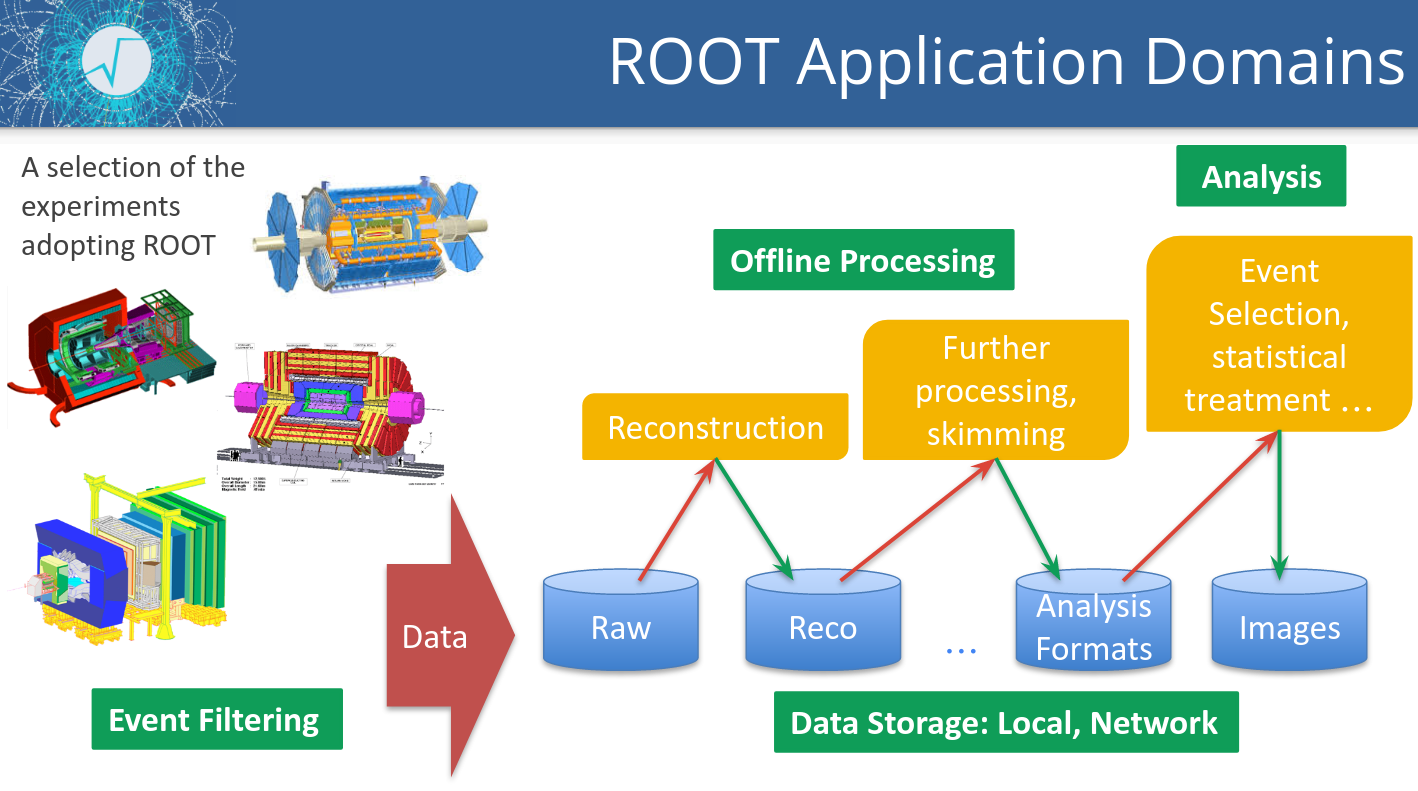 ROOT Application Domains
A selection of the
experiments
adopting ROOT
Analysis
Offline Processing
Event
Selection,
statistical
treatment …
Further
processing,
skimming
Reconstruction
Data
Raw
Reco
…
Analysis
Formats
Images
Event Filtering
Data Storage: Local, Network